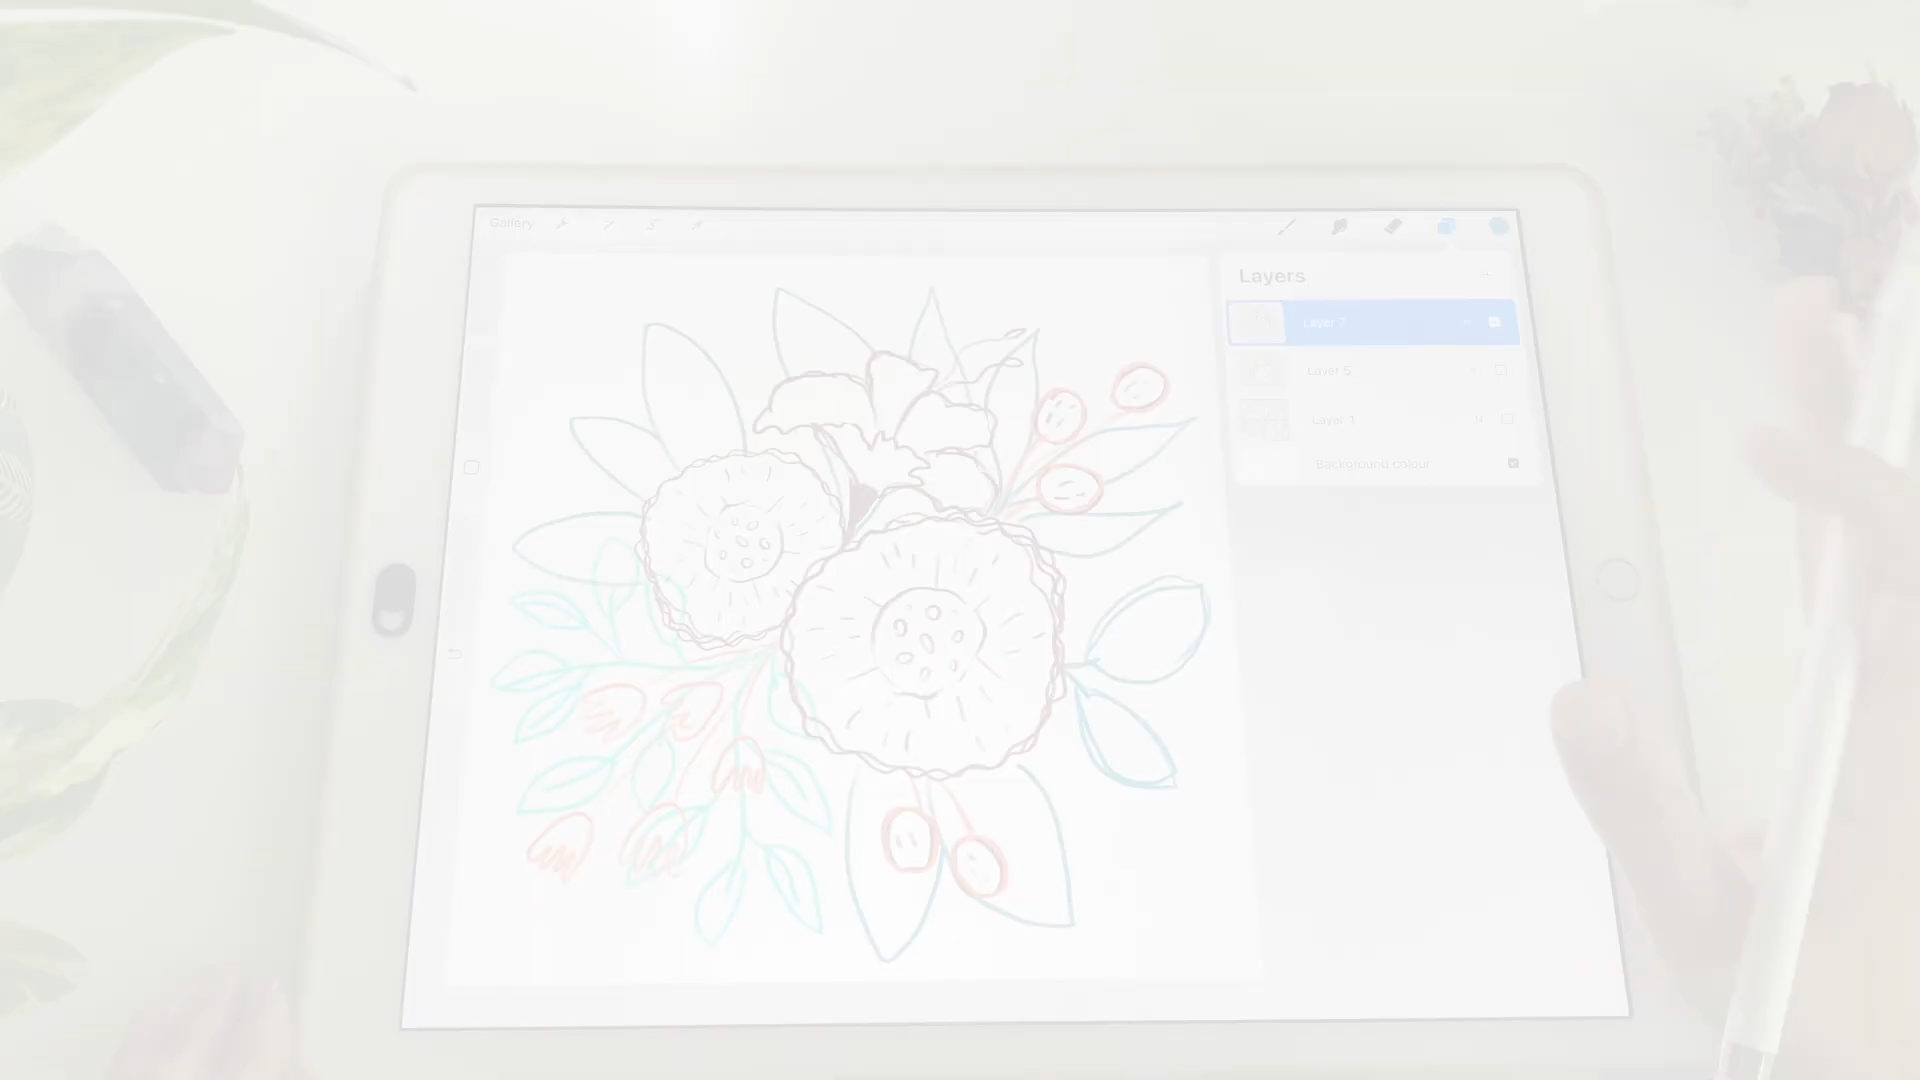 Gallery
Layers
Layer 7
N
Layer 5
Layer 1
N
Background colour